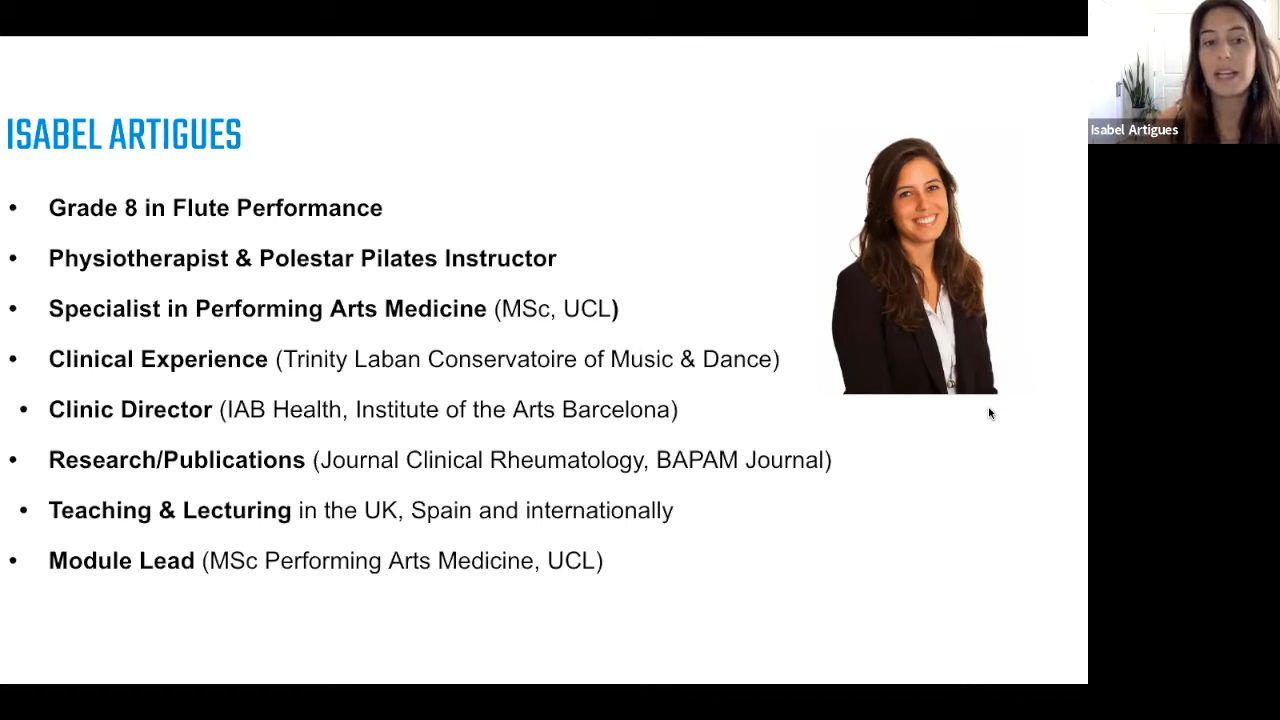 ISABEL ARTIGUES
• Grade 8 in Flute Performance
• Physiotherapist & Polestar Pilates Instructor
• Specialist in Performing Arts Medicine (MSc, UCL)
• Clinical Experience (Trinity Laban Conservatoire of Music & Dance)
• Clinic Director (IAB Health, Institute of the Arts Barcelona)
• Research/Publications (Journal Clinical Rheumatology, BAPAM Journal)
• Teaching & Lecturing in the UK, Spain and internationally
• Module Lead (MSc Performing Arts Medicine, UCL)
Isabel Artigues